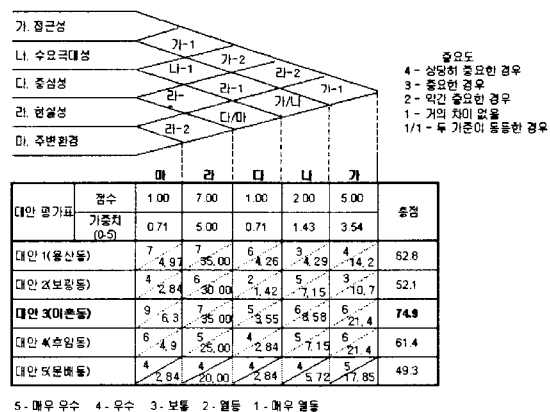 가. 접근성
나. 수요극대성
다. 중심성
라. 현실성
마. 주변환경
가-1
나-1 가-2
라- 라-1 라-2
라-2 다/마 가/나 가-1
중요도
4 - 상당히 중요한 경우
3 - 중요한 경우
2 - 약간 중요한 경우
1 - 거의 차이 없음
1/1 - 두 기준이 동등한 경우
마 라 다 나 가
대안 평가표 점수 1.00 7.00 1.00 2.00 5.00 총점
가중치 (0-5) 0.71 5.00 0.71 1.43 3.54
대안 1(용산동) 7 4.97 7 35.00 6 4.26 3 4.29 4 14.2 62.8
대안 2(보광동) 4 2.84 6 30.00 2 1.42 5 7.15 3 10.7 52.1
대안 3(이촌동) 9 6.3 7 35.00 5 3.55 6 8.58 6 21.4 74.9
대안 4(후암동) 6 4.9 5 25.00 4 2.84 5 7.15 6 21.4 61.4
대안 5(문배동) 4 2.84 4 20.00 4 2.84 4 5.72 5 17.85 49.3
5 - 매우 우수 4 - 우수 3 - 보통 2 - 열등 1 - 매우 열등